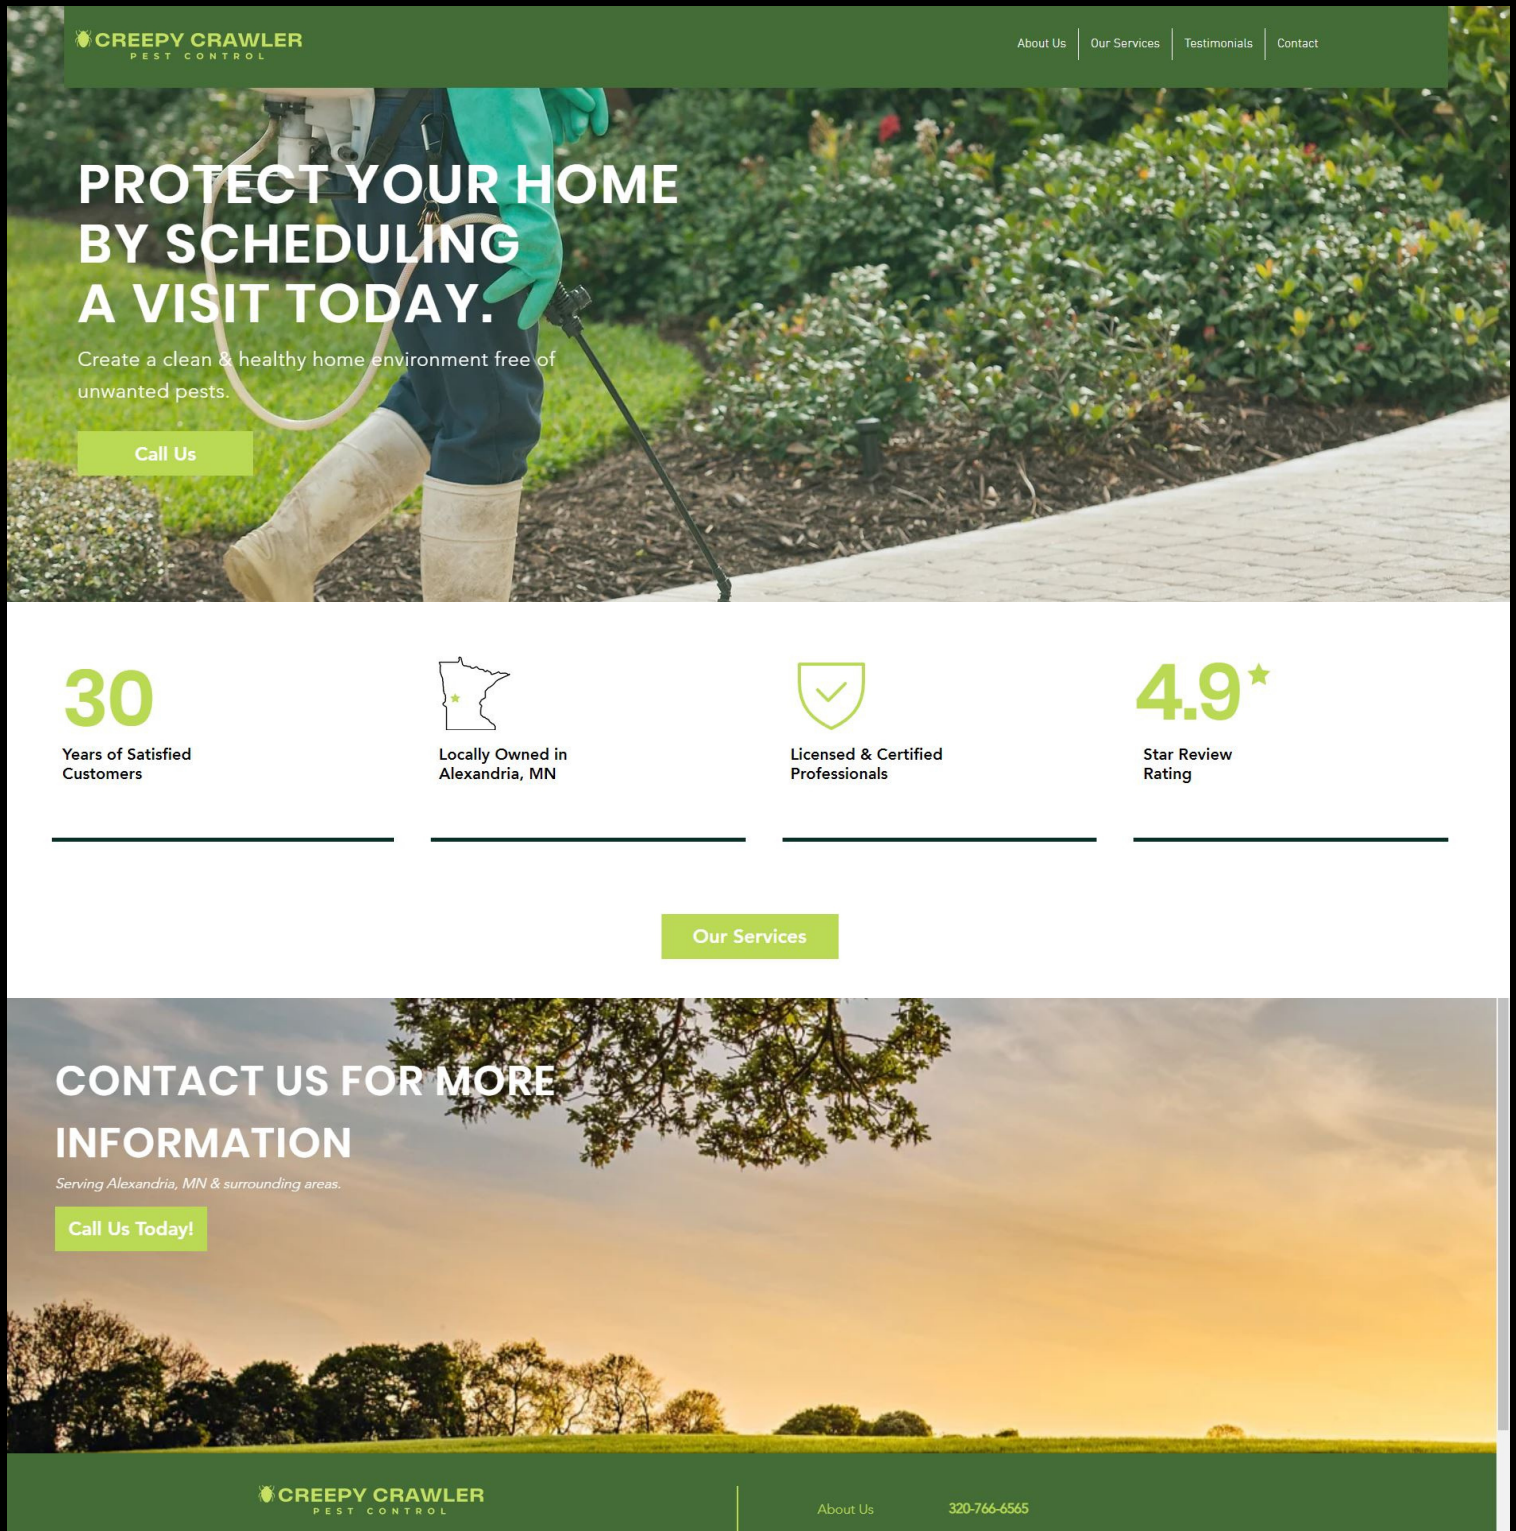 CREEPY CRAWLER
PEST CONTROL
About Us
Our Services
Testimonials
Contact
PROTECT YOUR HOME
BY SCHEDULING
A VISIT TODAY.
Create a clean & healthy home environment free of
unwanted pests.
Call Us
30
Years of Satisfied
Customers
Locally Owned in
Alexandria, MN
Licensed & Certified
Professionals
4.9
Star Review
Rating
Our Services
CONTACT US FOR MORE
INFORMATION
Serving Alexandria, MN & surrounding areas.
Call Us Today!
CREEPY CRAWLER
PEST CONTROL
About Us
320-766-6565